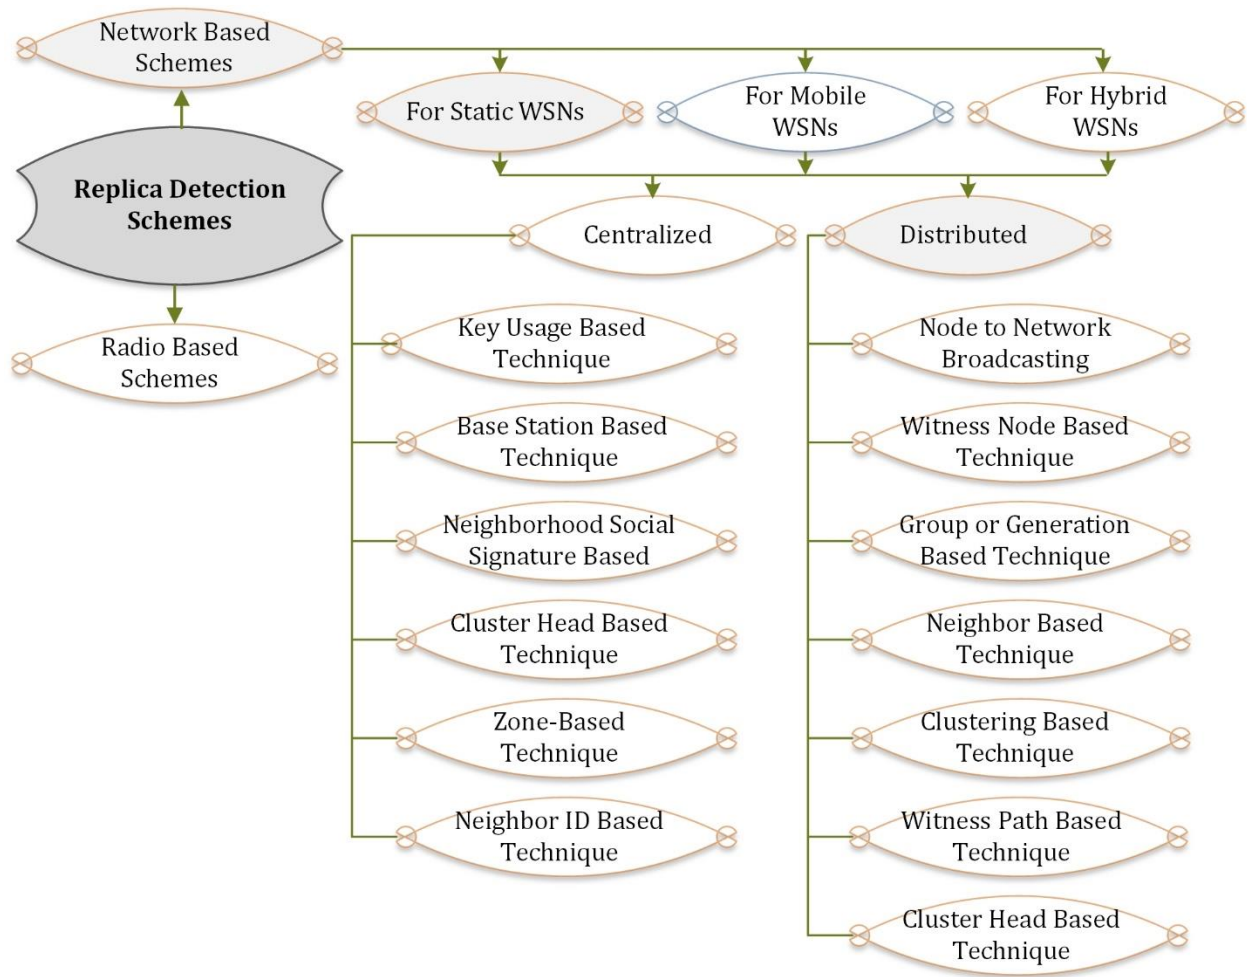 Network Based
Schemes
For Static WSNs
For Mobile
WSNs
For Hybrid
WSNs
Replica Detection
Schemes
Centralized
Distributed
Radio Based
Schemes
Key Usage Based
Technique
Base Station Based
Technique
Neighborhood Social
Signature Based
Cluster Head Based
Technique
Zone-Based
Technique
Neighbor ID Based
Technique
Node to Network
Broadcasting
Witness Node Based
Technique
Group or Generation
Based Technique
Neighbor Based
Technique
Clustering Based
Technique
Witness Path Based
Technique
Cluster Head Based
Technique